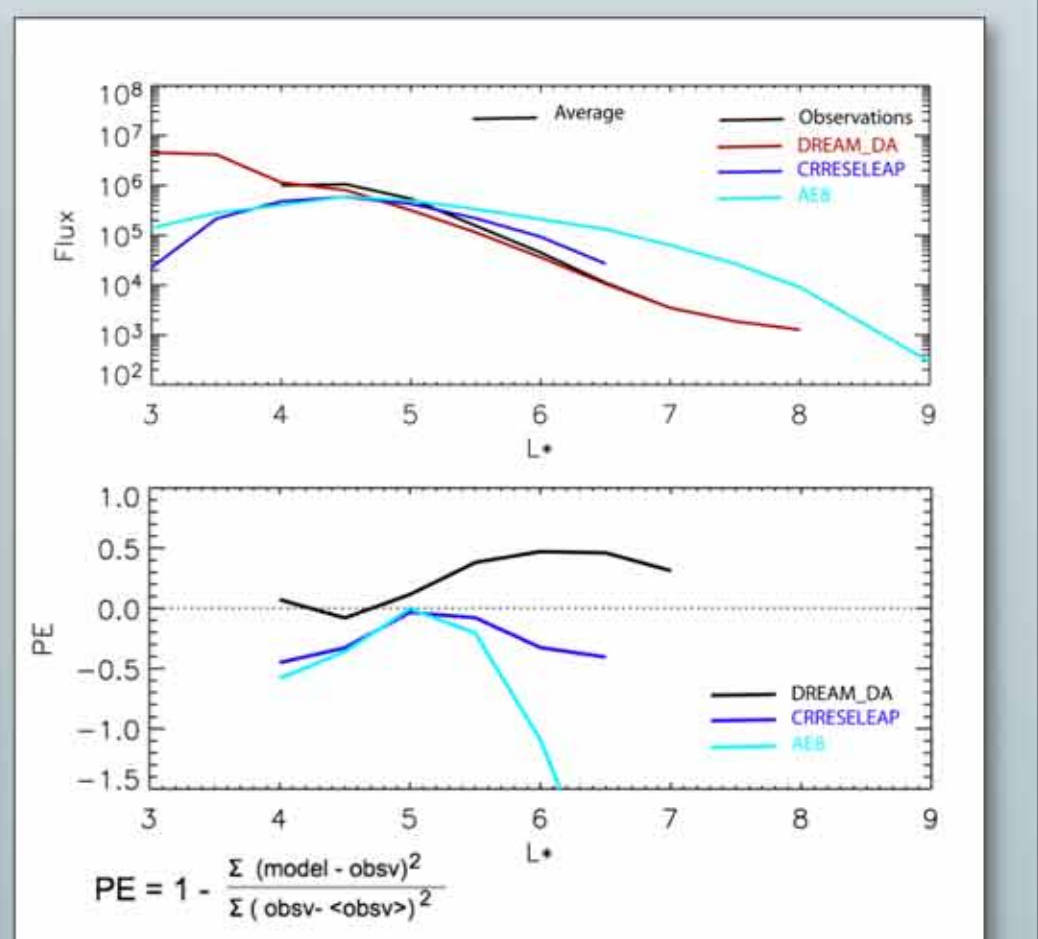 10⁸
10⁷
10⁶
10⁵
10⁴
10³
10²
Flux
Average
Observations
DREAM_DA
CRRESELEAP
AE8
3 4 5 6 7 8 9
L*
1.0
0.5
0.0
−0.5
−1.0
−1.5
PE
DREAM_DA
CRRESELEAP
AE8
3 4 5 6 7 8 9
L*
PE = 1 - Σ (model - obsv)² / Σ ( obsv- <obsv>)²